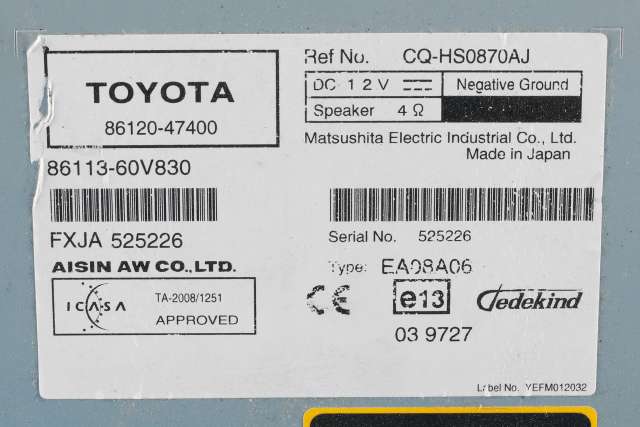 TOYOTA
86120-47400
86113-60V830
FXJA 525226
AISIN AW CO.,LTD.
ICASA
TA-2008/1251
APPROVED
Ref No. CQ-HS0870AJ
DC 12V Negative Ground
Speaker 4 Ω
Matsushita Electric Industrial Co., Ltd.
Made in Japan
Serial No. 525226
Type: EA08A06
CE e13 Jedekind
03 9727
Label No. YEFM012032